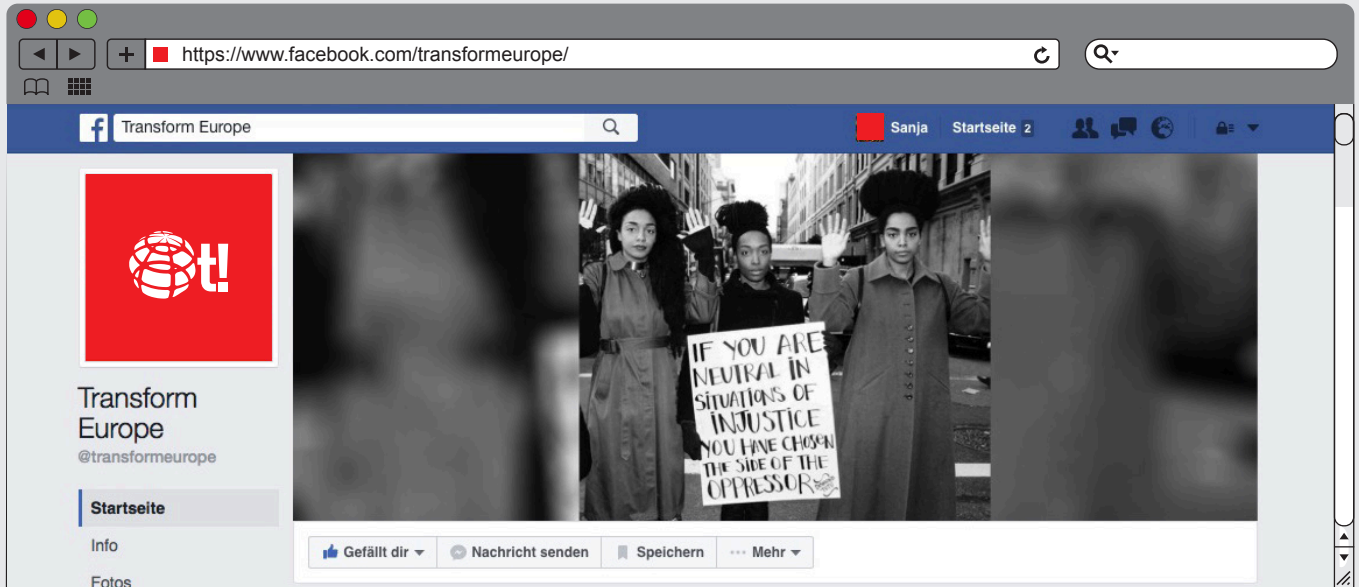 https://www.facebook.com/transformeurope/
Transform Europe
Sanja
Startseite 2
t!
Transform
Europe
@transformeurope
Startseite
Info
Fotos
IF YOU ARE
NEUTRAL IN
SITUATIONS OF
INJUSTICE
YOU HAVE CHOSEN
THE SIDE OF THE
OPPRESSOR
Gefällt dir
Nachricht senden
Speichern
Mehr